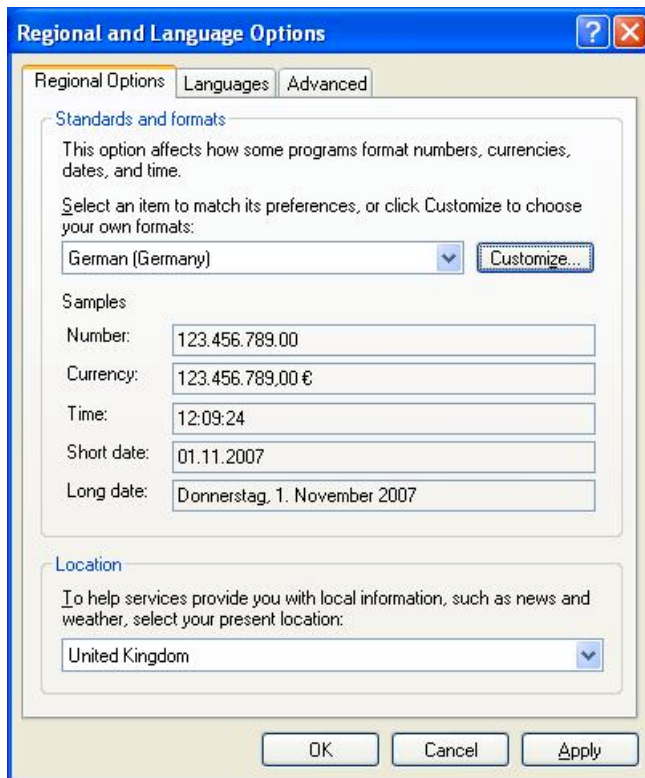 Regional and Language Options
Regional Options Languages Advanced
Standards and formats
This option affects how some programs format numbers, currencies,
dates, and time.
Select an item to match its preferences, or click Customize to choose
your own formats:
German (Germany) Customize...
Samples
Number: 123.456.789.00
Currency: 123.456.789,00 €
Time: 12:09:24
Short date: 01.11.2007
Long date: Donnerstag, 1. November 2007
Location
To help services provide you with local information, such as news and
weather, select your present location:
United Kingdom
OK Cancel Apply